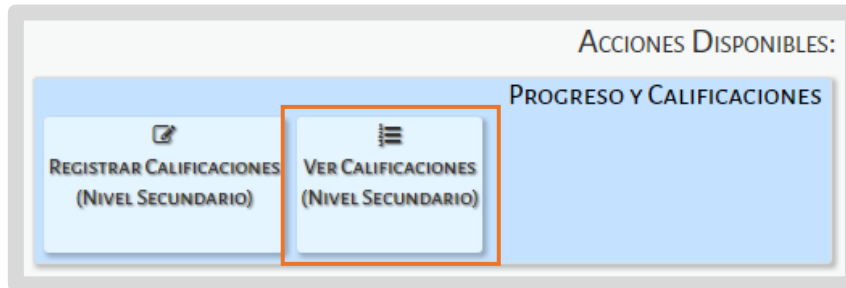 Acciones Disponibles:
Progreso y Calificaciones
Registrar Calificaciones
(Nivel Secundario)
Ver Calificaciones
(Nivel Secundario)